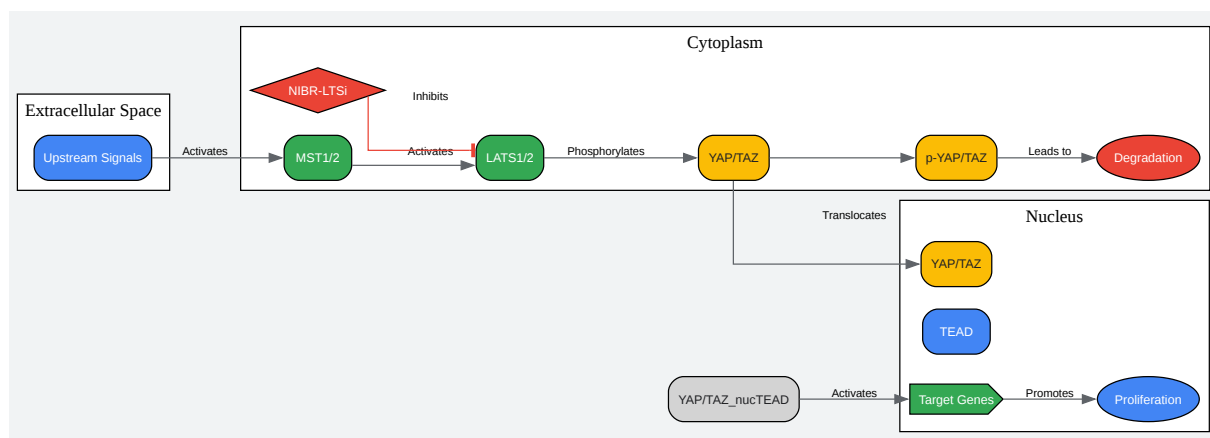 Cytoplasm
NIBR-LTSi
Inhibits
Extracellular Space
Upstream Signals
Activates
MST1/2
Activates
LATS1/2
Phosphorylates
YAP/TAZ
p-YAP/TAZ
Leads to
Degradation
Translocates
Nucleus
YAP/TAZ
TEAD
YAP/TAZ_nucTEAD
Activates
Target Genes
Promotes
Proliferation